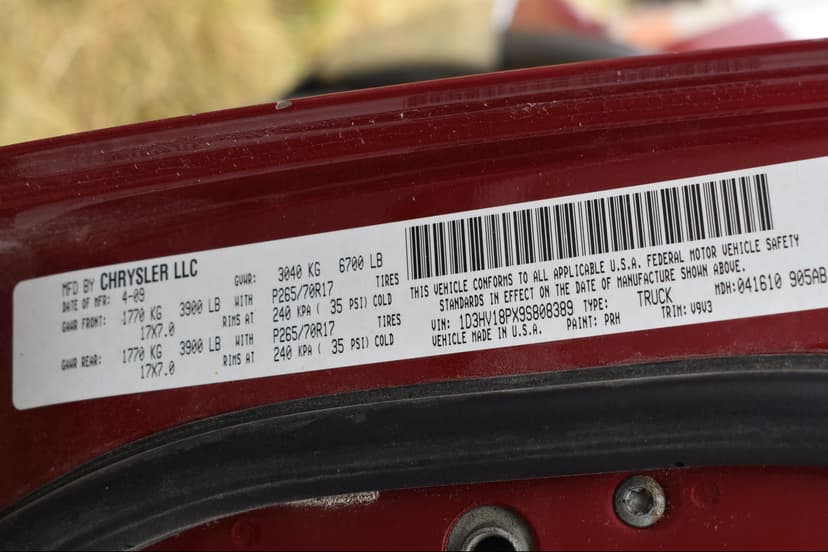 MFD BY CHRYSLER LLC
DATE OF MFR: 4-09 GVWR: 3040 KG 6700 LB
GAWR FRONT: 1770 KG 3900 LB WITH P265/70R17 TIRES
17X7.0 RIMS AT 240 KPA ( 35 PSI) COLD
GAWR REAR: 1770 KG 3900 LB WITH P265/70R17 TIRES
17X7.0 RIMS AT 240 KPA ( 35 PSI) COLD
THIS VEHICLE CONFORMS TO ALL APPLICABLE U.S.A. FEDERAL MOTOR VEHICLE SAFETY
STANDARDS IN EFFECT ON THE DATE OF MANUFACTURE SHOWN ABOVE.
VIN: 1D3HV18PX9S808389 TYPE: TRUCK MDH: 041610 905AB
VEHICLE MADE IN U.S.A. PAINT: PRH TRIM: V9V3